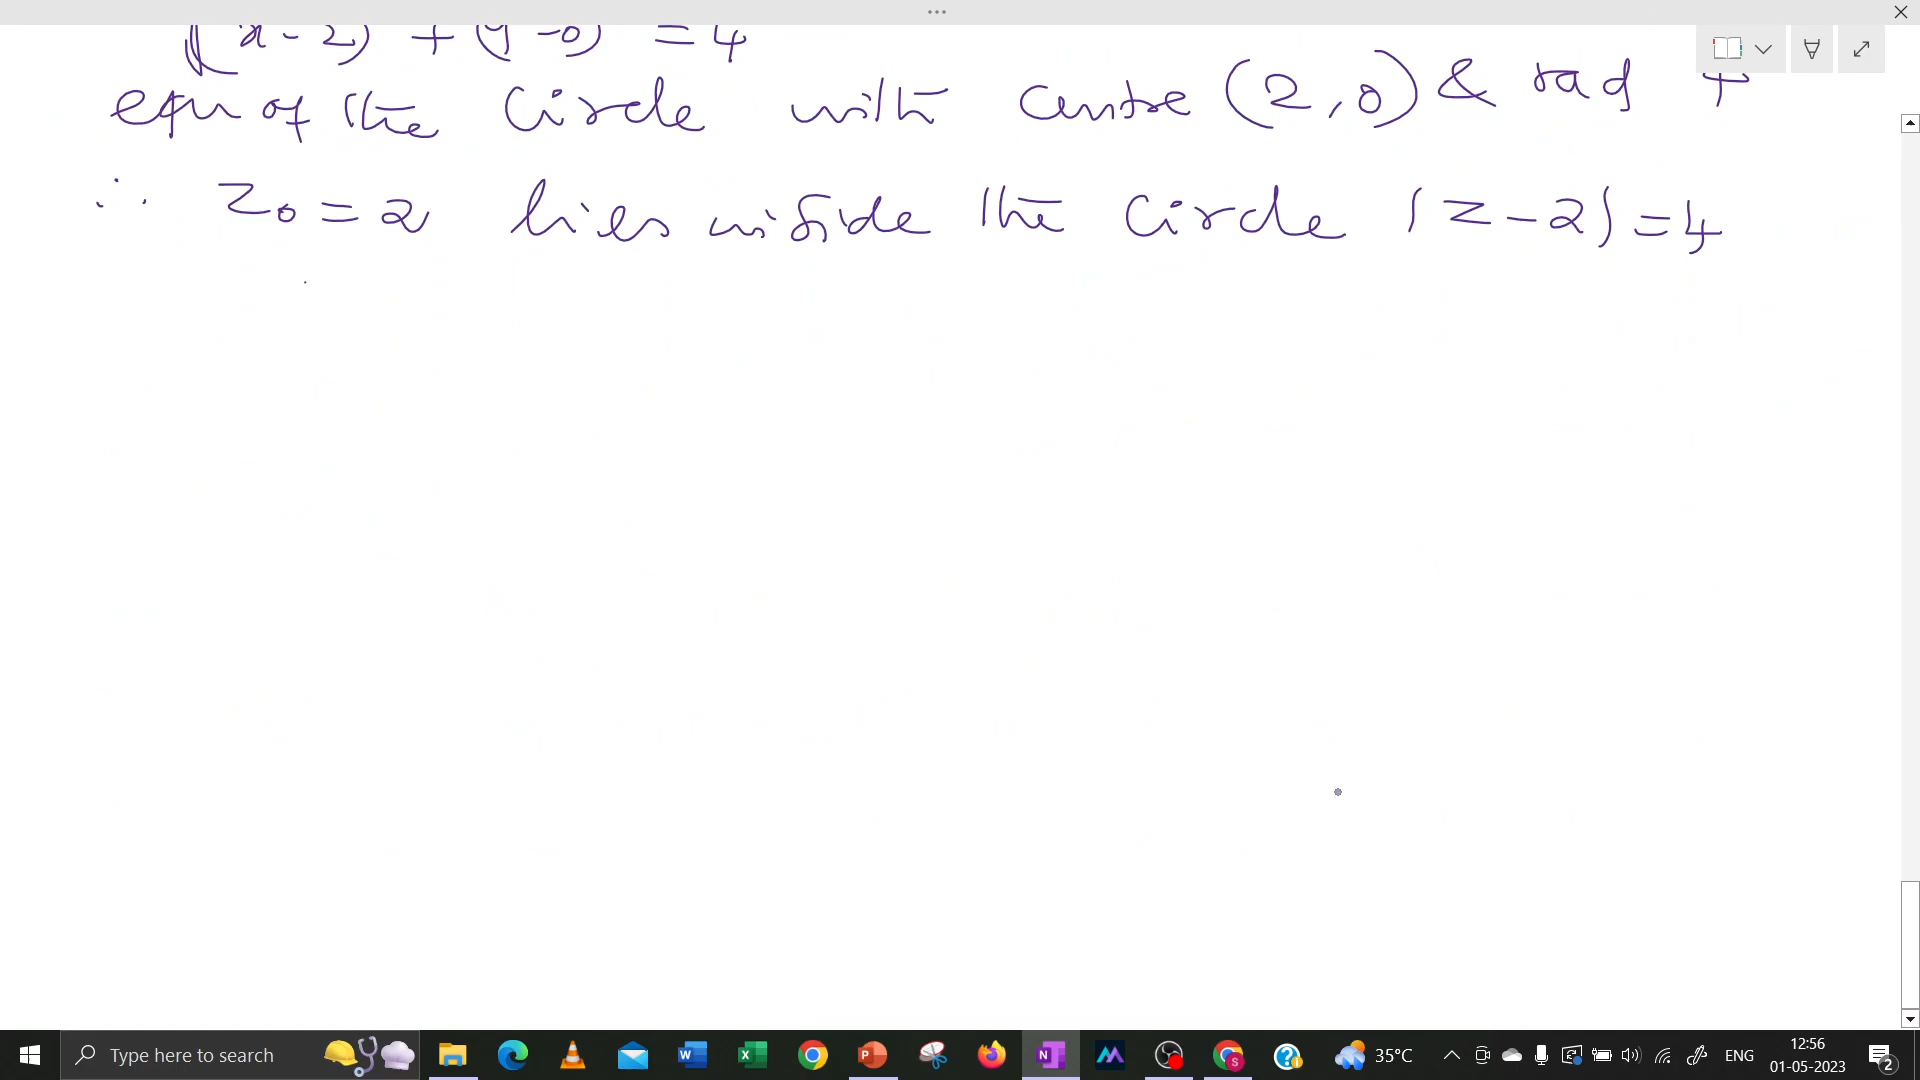 √(x-2) + (y-0) = 4
eqn of the circle with centre (2,0) & rad 4
∴ z₀ = 2 lies inside the circle |z-2| = 4
Type here to search
35°C
ENG
12:56
01-05-2023
2